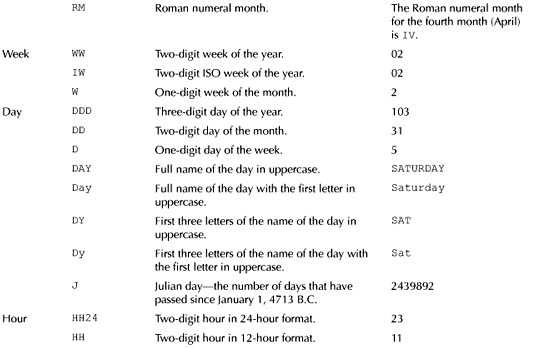 RM Roman numeral month. The Roman numeral month
for the fourth month (April)
is IV.
Week WW Two-digit week of the year. 02
IW Two-digit ISO week of the year. 02
W One-digit week of the month. 2
Day DDD Three-digit day of the year. 103
DD Two-digit day of the month. 31
D One-digit day of the week. 5
DAY Full name of the day in uppercase. SATURDAY
Day Full name of the day with the first letter in Saturday
uppercase.
DY First three letters of the name of the day in SAT
uppercase.
Dy First three letters of the name of the day with Sat
the first letter in uppercase.
J Julian day—the number of days that have 2439892
passed since January 1, 4713 B.C.
Hour HH24 Two-digit hour in 24-hour format. 23
HH Two-digit hour in 12-hour format. 11